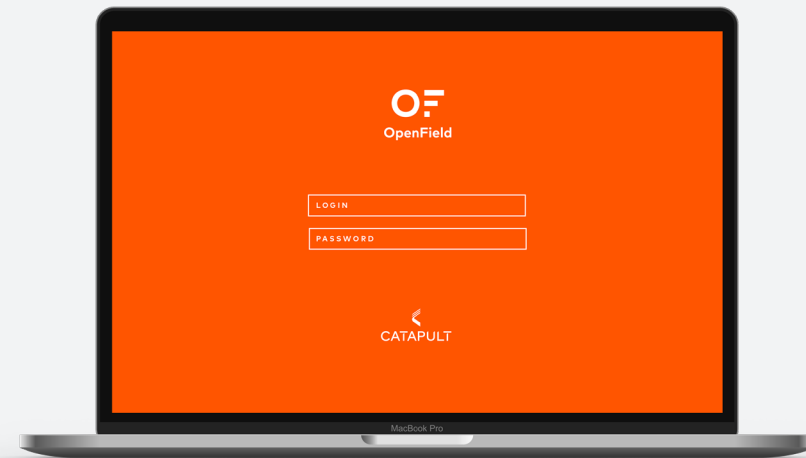 OF
OpenField
LOGIN
PASSWORD
CATAPULT
MacBook Pro